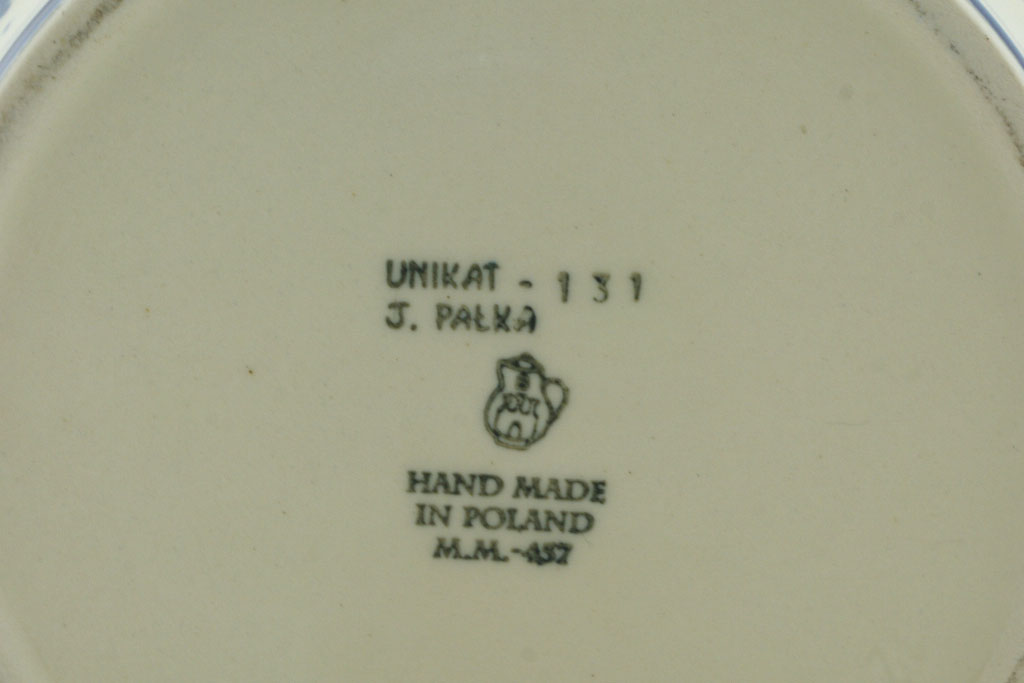 UNIKAT - 131
J. PAŁKA
HAND MADE
IN POLAND
M.M.-457